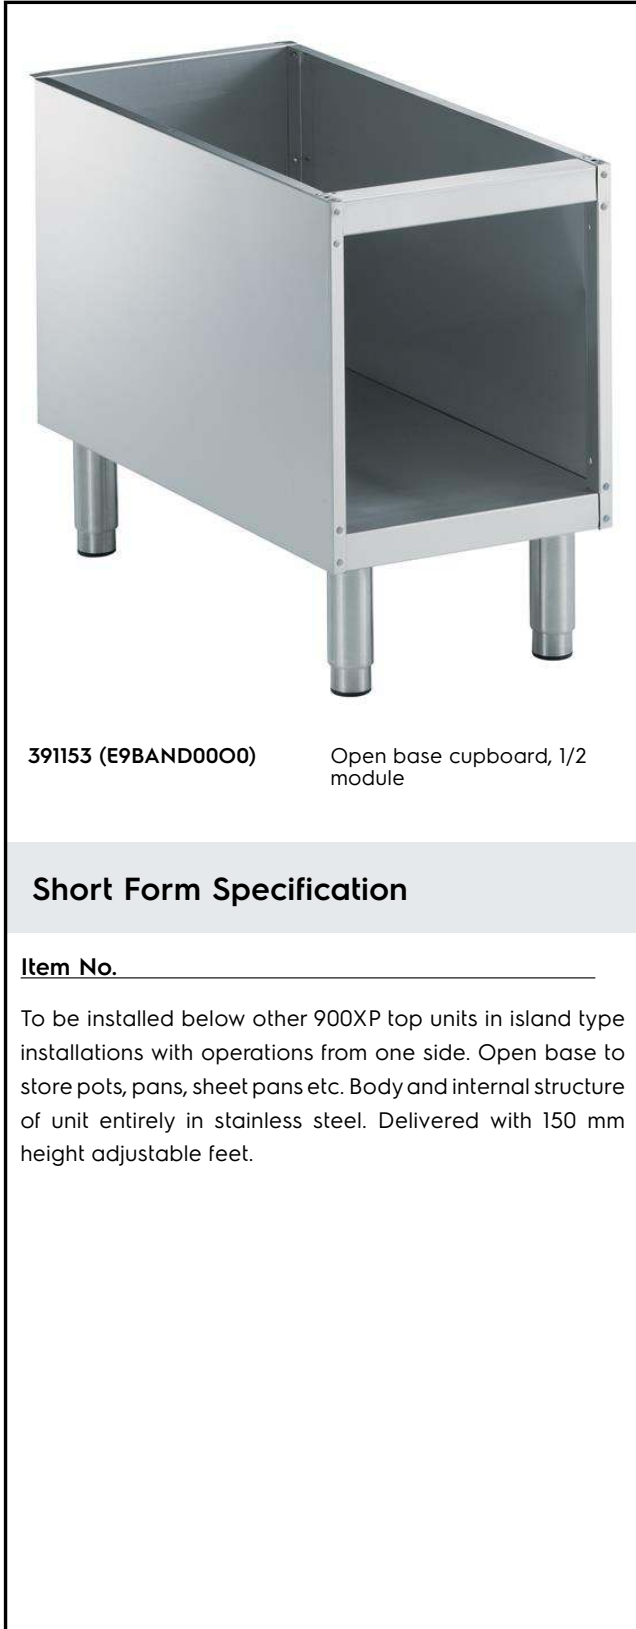 391153 (E9BAND00O0)
Open base cupboard, 1/2
module
Short Form Specification
Item No.
To be installed below other 900XP top units in island type
installations with operations from one side. Open base to
store pots, pans, sheet pans etc. Body and internal structure
of unit entirely in stainless steel. Delivered with 150 mm
height adjustable feet.